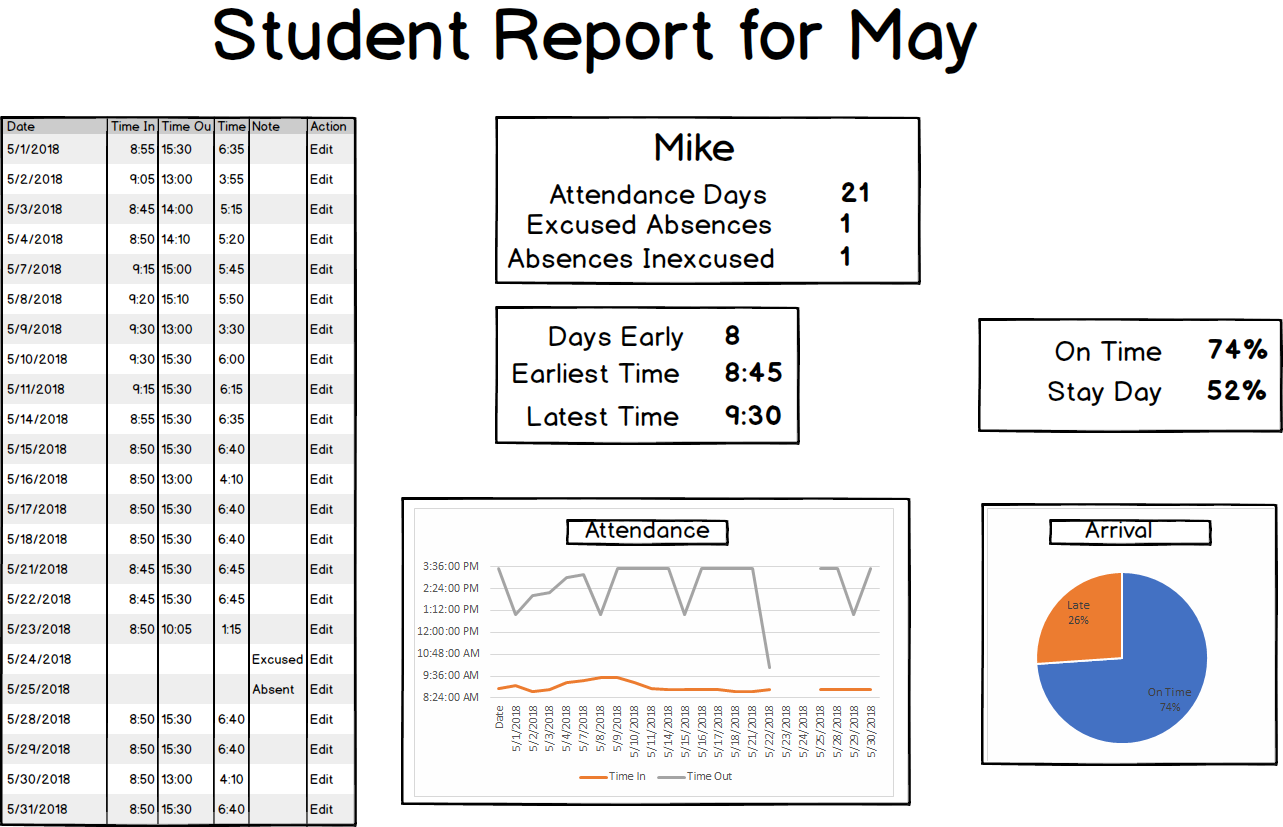 Student Report for May
Date Time In Time Ou Time Note Action
5/1/2018 8:55 15:30 6:35 Edit
5/2/2018 9:05 13:00 3:55 Edit
5/3/2018 8:45 14:00 5:15 Edit
5/4/2018 8:50 14:10 5:20 Edit
5/7/2018 9:15 15:00 5:45 Edit
5/8/2018 9:20 15:10 5:50 Edit
5/9/2018 9:30 13:00 3:30 Edit
5/10/2018 9:30 15:30 6:00 Edit
5/11/2018 9:15 15:30 6:15 Edit
5/14/2018 8:55 15:30 6:35 Edit
5/15/2018 8:50 15:30 6:40 Edit
5/16/2018 8:50 13:00 4:10 Edit
5/17/2018 8:50 15:30 6:40 Edit
5/18/2018 8:50 15:30 6:40 Edit
5/21/2018 8:45 15:30 6:45 Edit
5/22/2018 8:45 15:30 6:45 Edit
5/23/2018 8:50 10:05 1:15 Edit
5/24/2018 Excused Edit
5/25/2018 Absent Edit
5/28/2018 8:50 15:30 6:40 Edit
5/29/2018 8:50 15:30 6:40 Edit
5/30/2018 8:50 13:00 4:10 Edit
5/31/2018 8:50 15:30 6:40 Edit
Mike
Attendance Days 21
Excused Absences 1
Absences Inexcused 1
Days Early 8
Earliest Time 8:45
Latest Time 9:30
On Time 74%
Stay Day 52%
Attendance
3:36:00 PM
2:24:00 PM
1:12:00 PM
12:00:00 PM
10:48:00 AM
9:36:00 AM
8:24:00 AM
Date
5/1/2018
5/2/2018
5/3/2018
5/4/2018
5/7/2018
5/8/2018
5/9/2018
5/10/2018
5/11/2018
5/14/2018
5/15/2018
5/16/2018
5/17/2018
5/18/2018
5/21/2018
5/22/2018
5/23/2018
5/24/2018
5/25/2018
5/28/2018
5/29/2018
5/30/2018
Time In Time Out
Arrival
Late
26%
On Time
74%